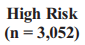 High Risk
(n = 3,052)